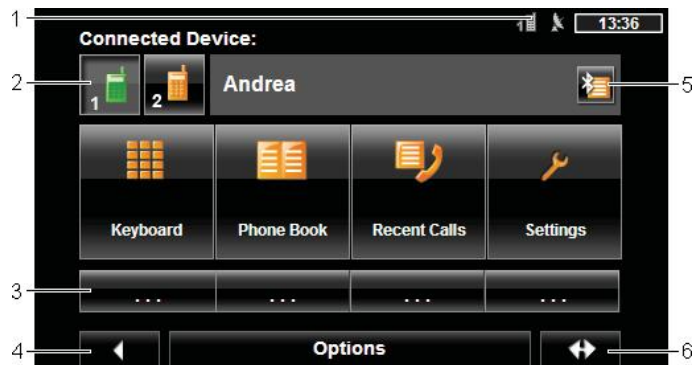 1
1 13:36
Connected Device:
2
1 2 Andrea
5
Keyboard Phone Book Recent Calls Settings
3
... ... ... ...
4
Options
6